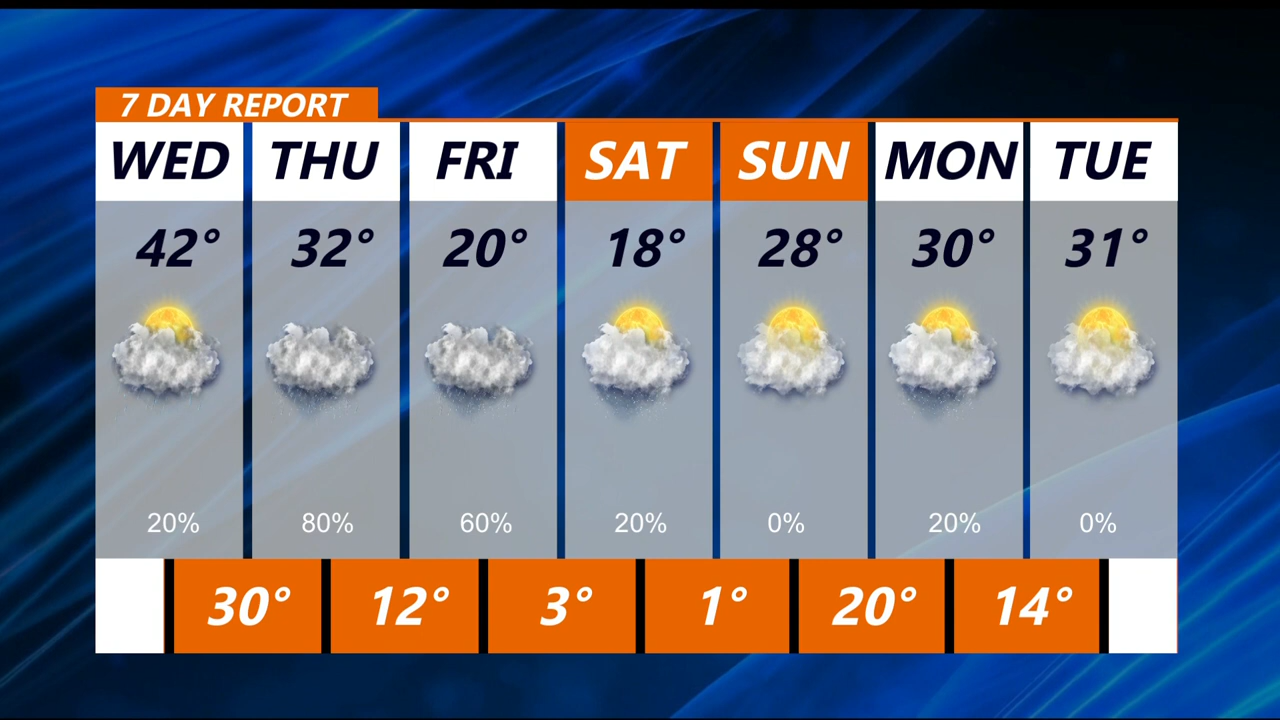 7 DAY REPORT
WED THU FRI SAT SUN MON TUE
42° 32° 20° 18° 28° 30° 31°
20% 80% 60% 20% 0% 20% 0%
30° 12° 3° 1° 20° 14°